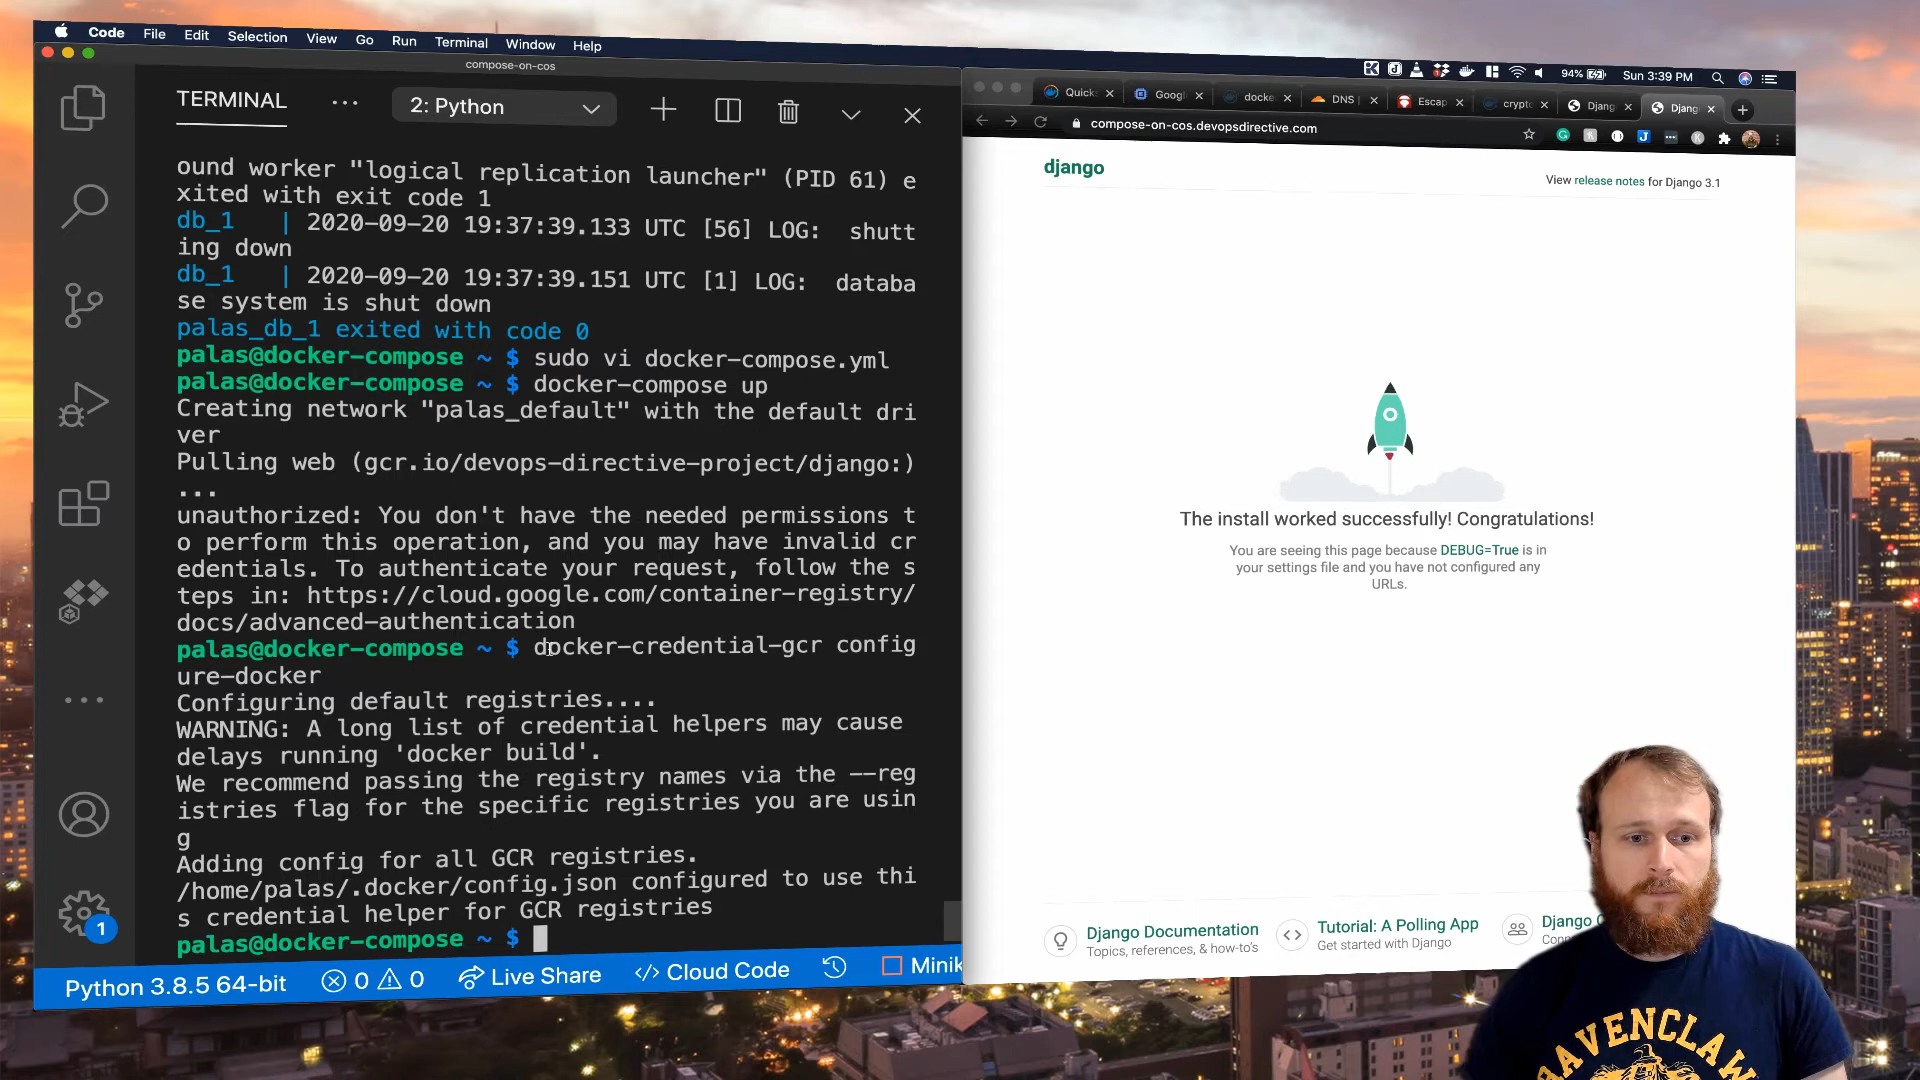 Code File Edit Selection View Go Run Terminal Window Help
compose-on-cos
94%
Sun 3:39 PM
TERMINAL
2: Python
ound worker "logical replication launcher" (PID 61) e
xited with exit code 1
db_1 | 2020-09-20 19:37:39.133 UTC [56] LOG: shutt
ing down
db_1 | 2020-09-20 19:37:39.151 UTC [1] LOG: databa
se system is shut down
palas_db_1 exited with code 0
palas@docker-compose ~ $ sudo vi docker-compose.yml
palas@docker-compose ~ $ docker-compose up
Creating network "palas_default" with the default dri
ver
Pulling web (gcr.io/devops-directive-project/django:)
...
unauthorized: You don't have the needed permissions t
o perform this operation, and you may have invalid cr
edentials. To authenticate your request, follow the s
teps in: https://cloud.google.com/container-registry/
docs/advanced-authentication
palas@docker-compose ~ $ docker-credential-gcr config
ure-docker
Configuring default registries....
WARNING: A long list of credential helpers may cause
delays running 'docker build'.
We recommend passing the registry names via the --reg
istries flag for the specific registries you are usin
g
Adding config for all GCR registries.
/home/palas/.docker/config.json configured to use thi
s credential helper for GCR registries
palas@docker-compose ~ $
1
Python 3.8.5 64-bit 0 0 Live Share Cloud Code Minik
Quick Googl docke DNS | Escap crypto Djang Djang
compose-on-cos.devopsdirective.com
django
View release notes for Django 3.1
The install worked successfully! Congratulations!
You are seeing this page because DEBUG=True is in
your settings file and you have not configured any
URLs.
Django Documentation
Topics, references, & how-to's
Tutorial: A Polling App
Get started with Django
Django C
Conn
RAVENCLAW